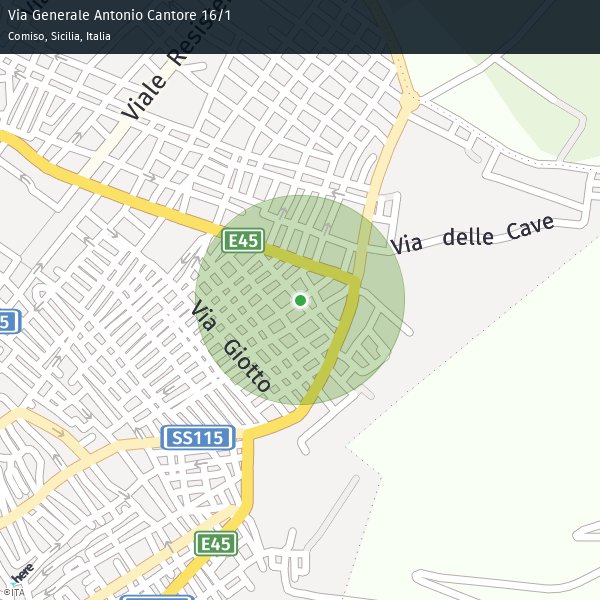 Via Generale Antonio Cantore 16/1
Comiso, Sicilia, Italia
Viale Resiste
Via delle Cave
E45
5
Via Giotto
SS115
E45
here
©ITA